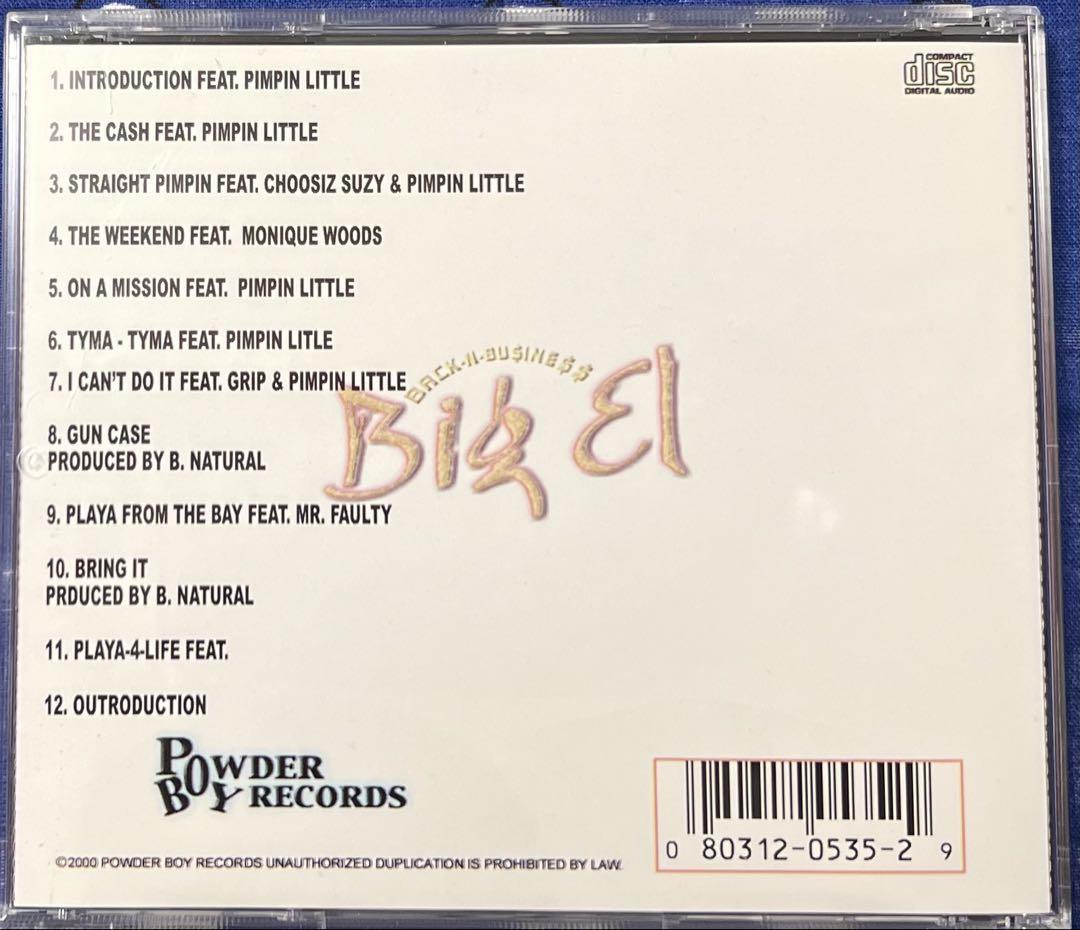 COMPACT
disc
DIGITAL AUDIO
1. INTRODUCTION FEAT. PIMPIN LITTLE
2. THE CASH FEAT. PIMPIN LITTLE
3. STRAIGHT PIMPIN FEAT. CHOOSIZ SUZY & PIMPIN LITTLE
4. THE WEEKEND FEAT. MONIQUE WOODS
5. ON A MISSION FEAT. PIMPIN LITTLE
6. TYMA - TYMA FEAT. PIMPIN LITLE
7. I CAN'T DO IT FEAT. GRIP & PIMPIN LITTLE
BACK-N-BU$INE$$
Big El
8. GUN CASE
PRODUCED BY B. NATURAL
9. PLAYA FROM THE BAY FEAT. MR. FAULTY
10. BRING IT
PRDUCED BY B. NATURAL
11. PLAYA-4-LIFE FEAT.
12. OUTRODUCTION
POWDER
BOY RECORDS
©2000 POWDER BOY RECORDS UNAUTHORIZED DUPLICATION IS PROHIBITED BY LAW.
0 80312-0535-2 9